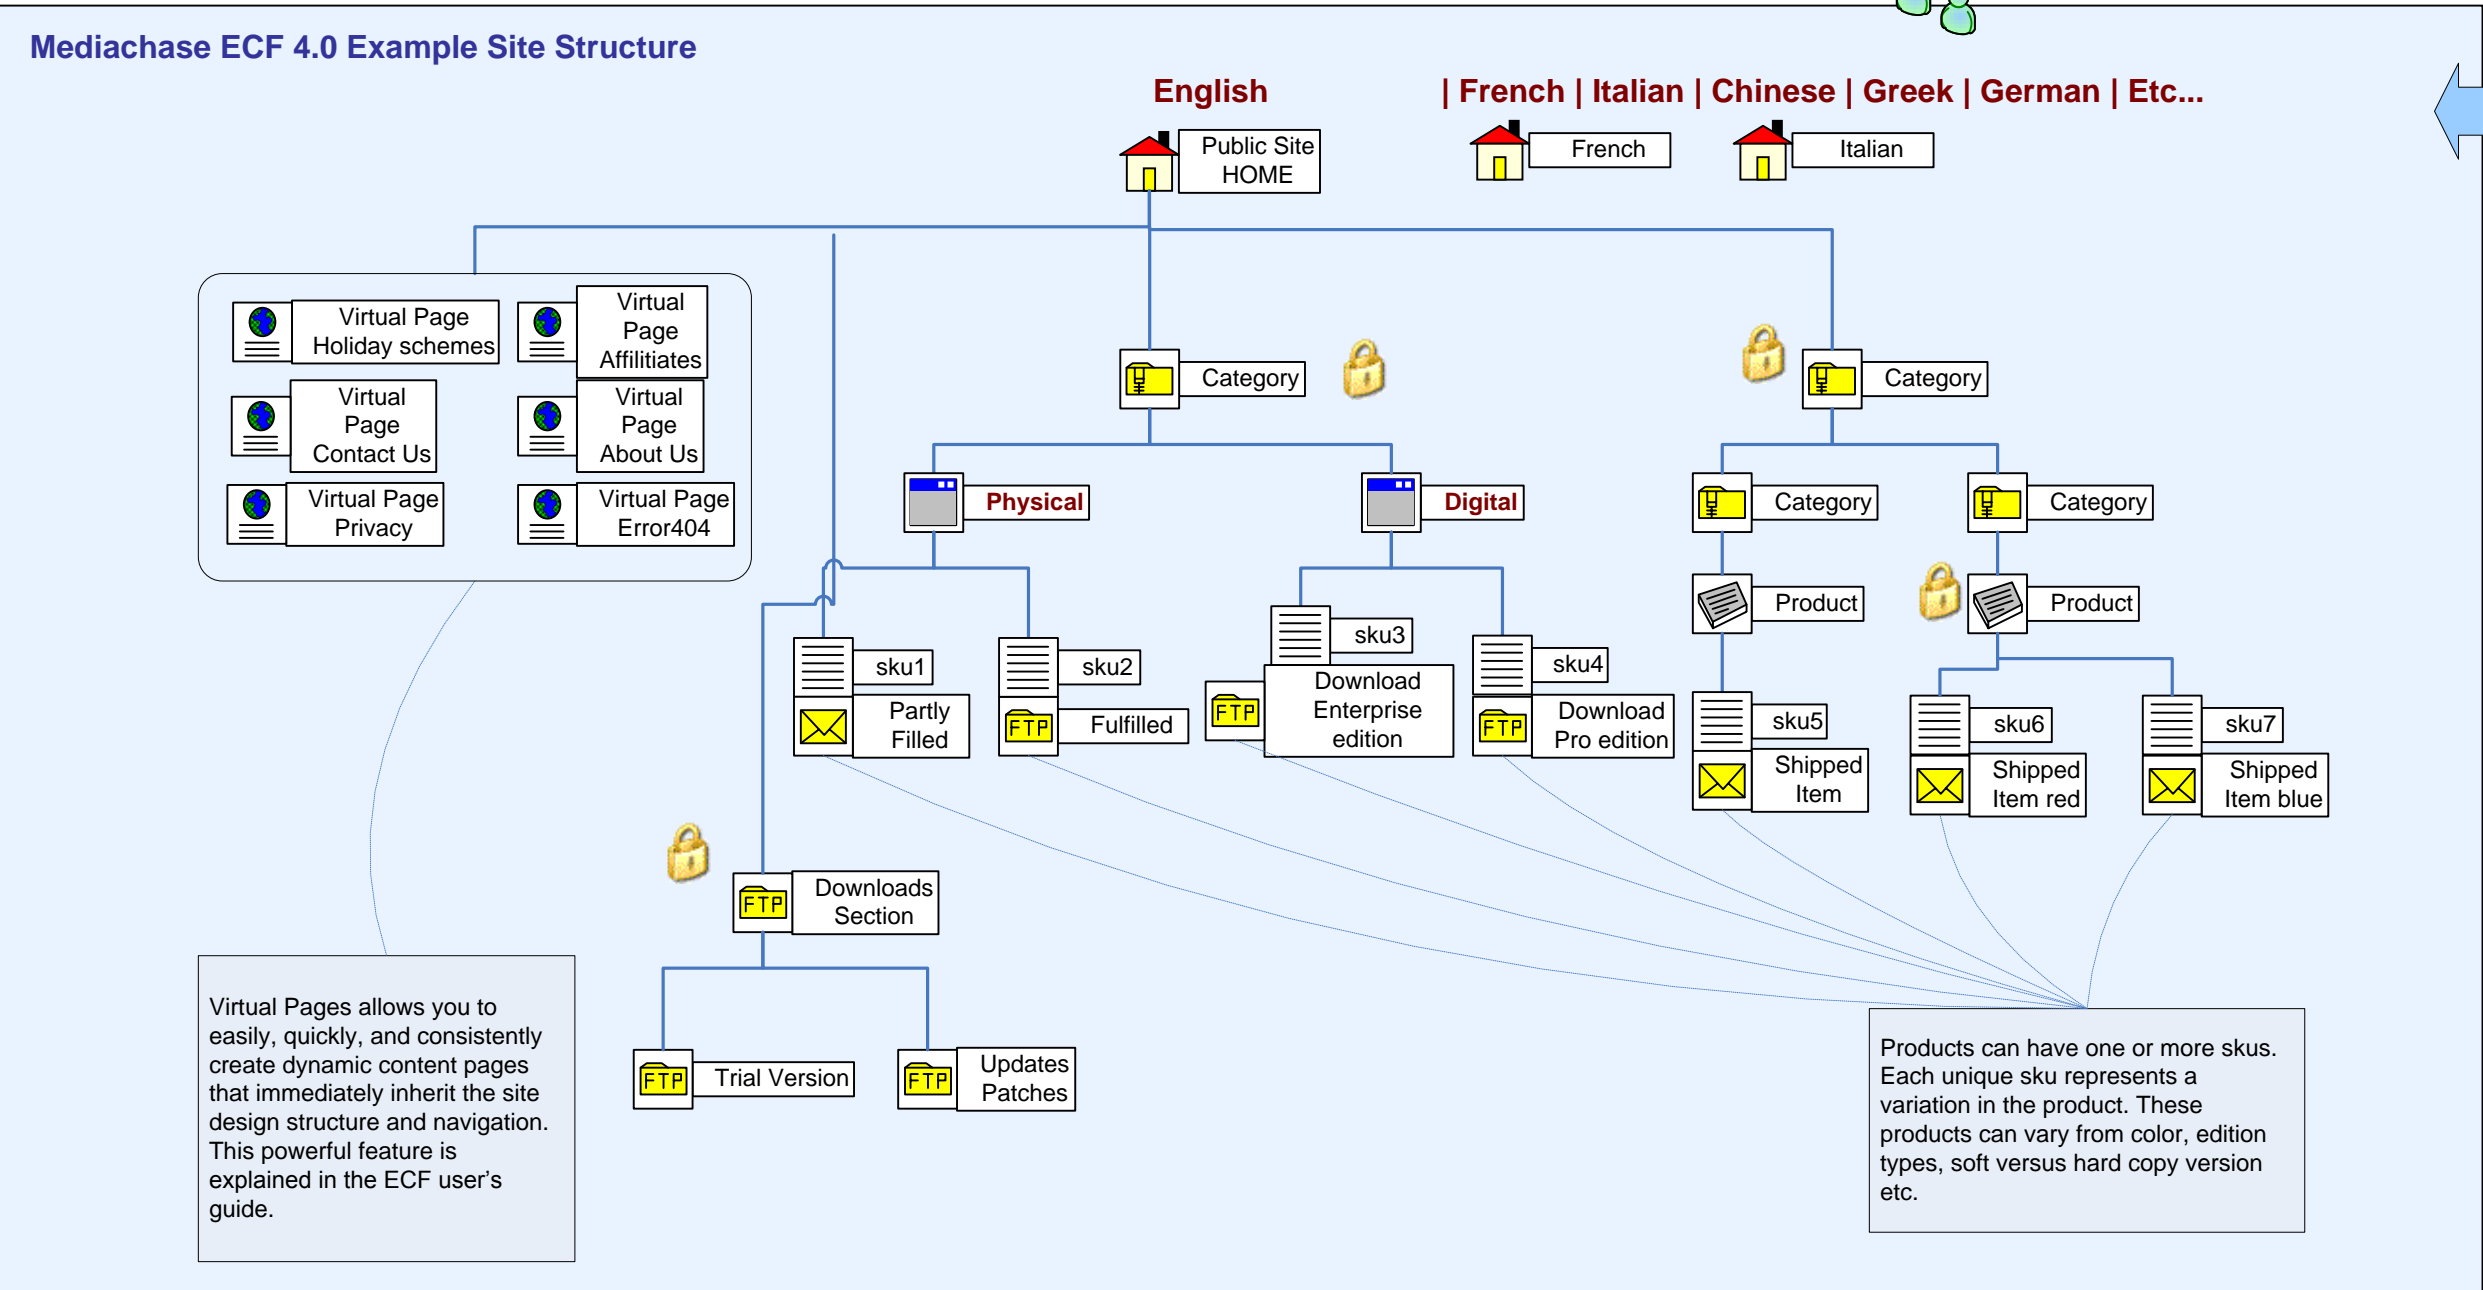 Mediachase ECF 4.0 Example Site Structure
English
| French | Italian | Chinese | Greek | German | Etc...
Public Site
HOME
French
Italian
Virtual Page
Holiday schemes
Virtual
Page
Affilitiates
Virtual
Page
Contact Us
Virtual
Page
About Us
Virtual Page
Privacy
Virtual Page
Error404
Category
Category
Physical
Digital
Category
Category
Product
Product
sku1
Partly
Filled
sku2
FTP
Fulfilled
sku3
FTP
Download
Enterprise
edition
sku4
FTP
Download
Pro edition
sku5
Shipped
Item
sku6
Shipped
Item red
sku7
Shipped
Item blue
FTP
Downloads
Section
FTP
Trial Version
FTP
Updates
Patches
Virtual Pages allows you to
easily, quickly, and consistently
create dynamic content pages
that immediately inherit the site
design structure and navigation.
This powerful feature is
explained in the ECF user’s
guide.
Products can have one or more skus.
Each unique sku represents a
variation in the product. These
products can vary from color, edition
types, soft versus hard copy version
etc.